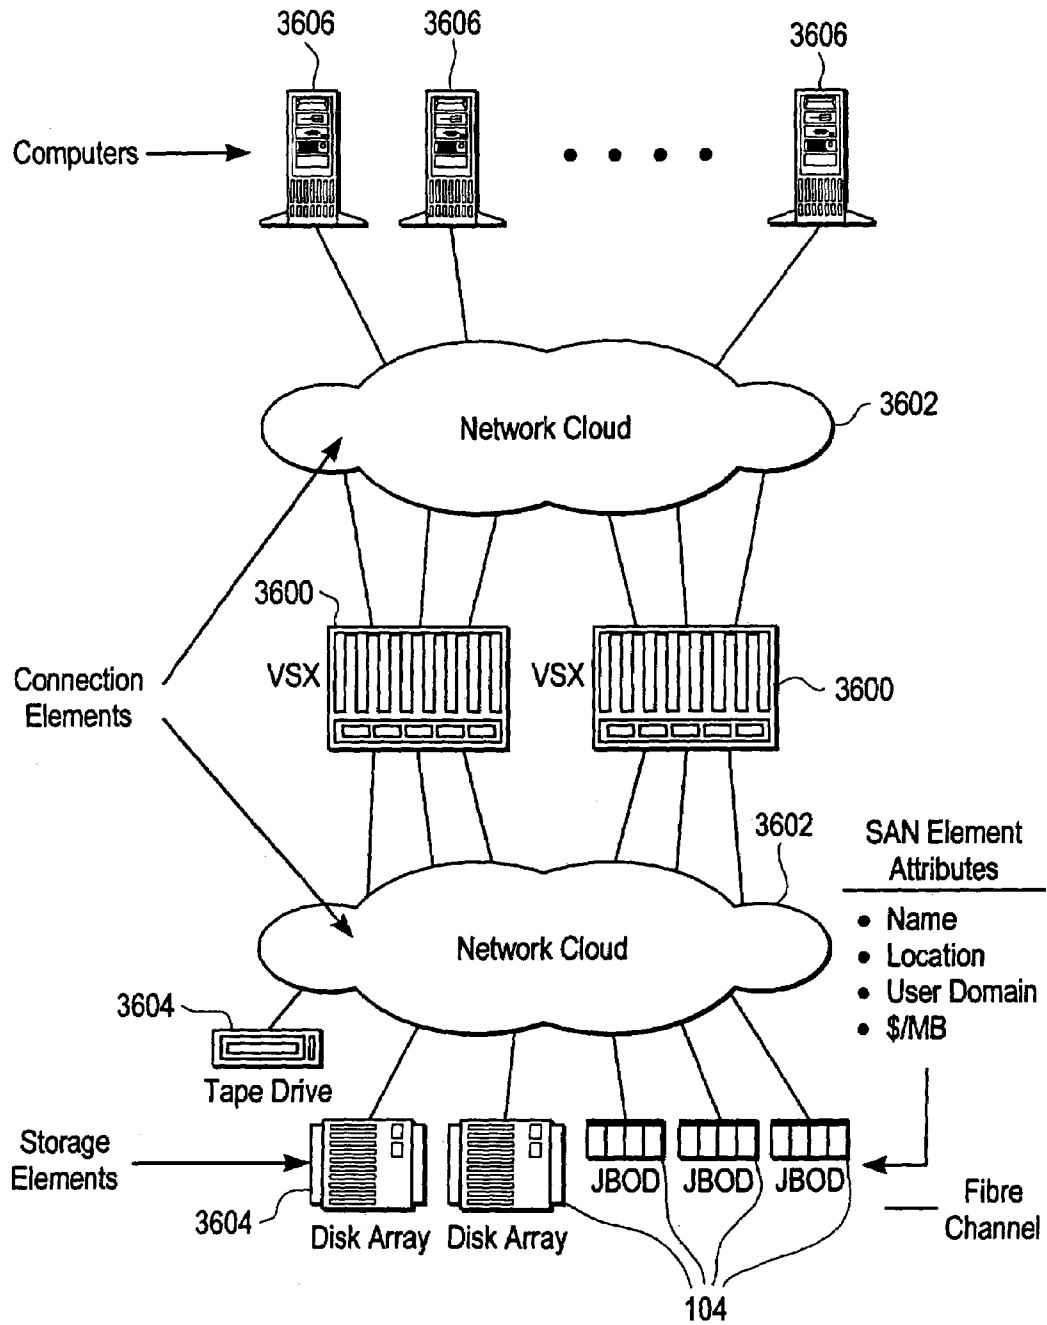 3606
3606
3606
Computers
Network Cloud
3602
3600
VSX
VSX
3600
Connection
Elements
3602
SAN Element
Attributes
• Name
• Location
• User Domain
• $/MB
Network Cloud
3604
Tape Drive
Storage
Elements
JBOD
JBOD
JBOD
3604
Disk Array
Disk Array
Fibre
Channel
104